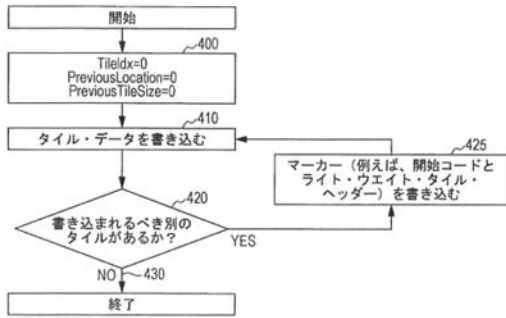 開始
400
TileIdx=0
PreviousLocation=0
PreviousTileSize=0
410
タイル・データを書き込む
425
マーカー（例えば、開始コードと
ライト・ウエイト・タイル・
ヘッダー）を書き込む
420
書き込まれるべき別の
タイルがあるか？
YES
NO
430
終了